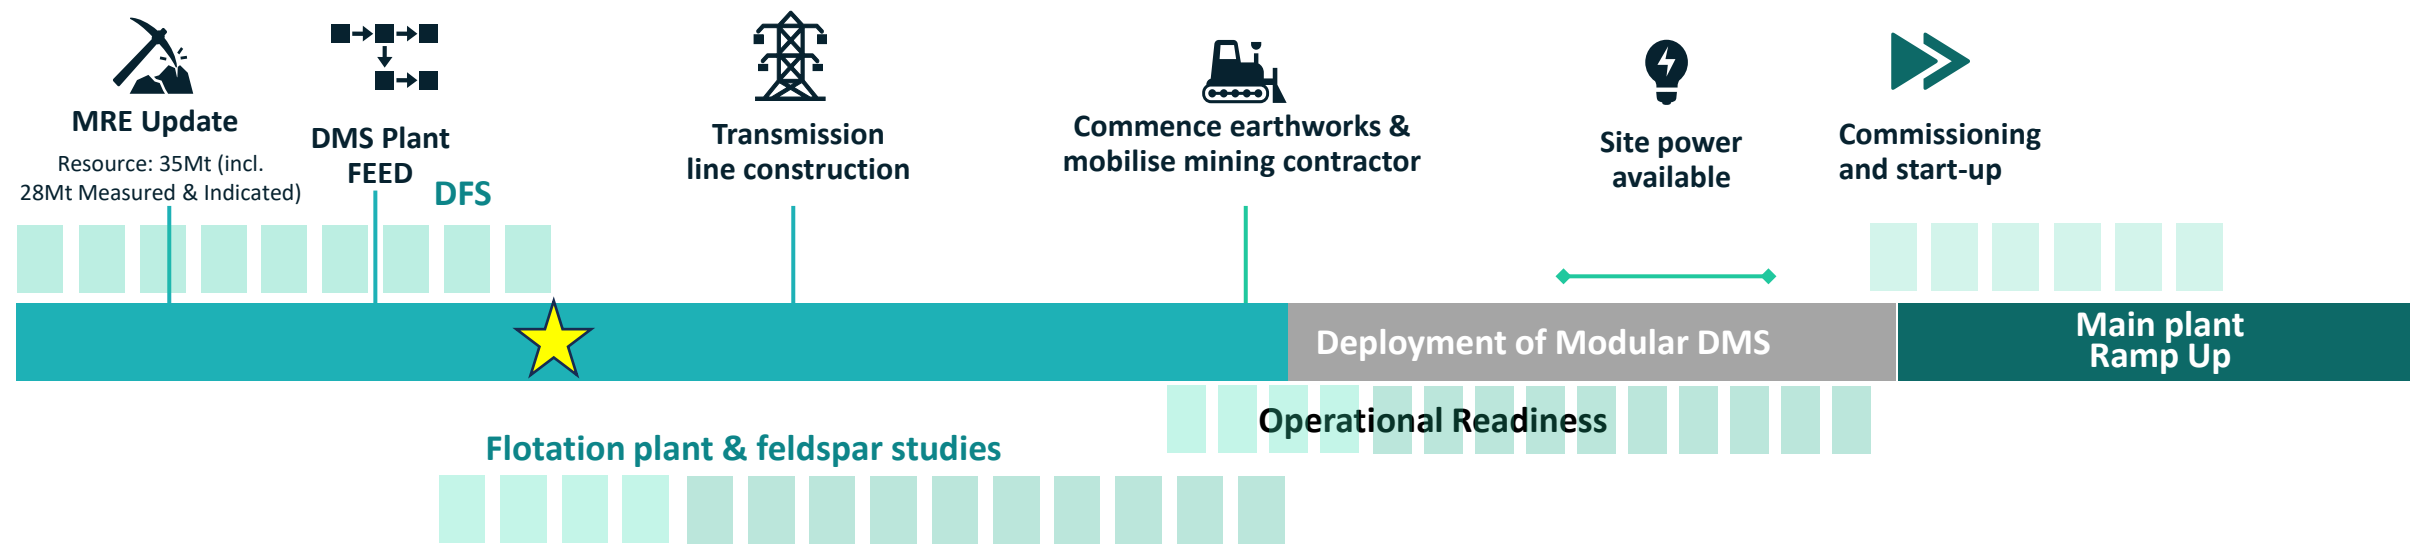 MRE Update
Resource: 35Mt (incl.
28Mt Measured & Indicated)
DMS Plant
FEED
DFS
Transmission
line construction
Commence earthworks &
mobilise mining contractor
Site power
available
Commissioning
and start-up
Deployment of Modular DMS
Main plant
Ramp Up
Operational Readiness
Flotation plant & feldspar studies